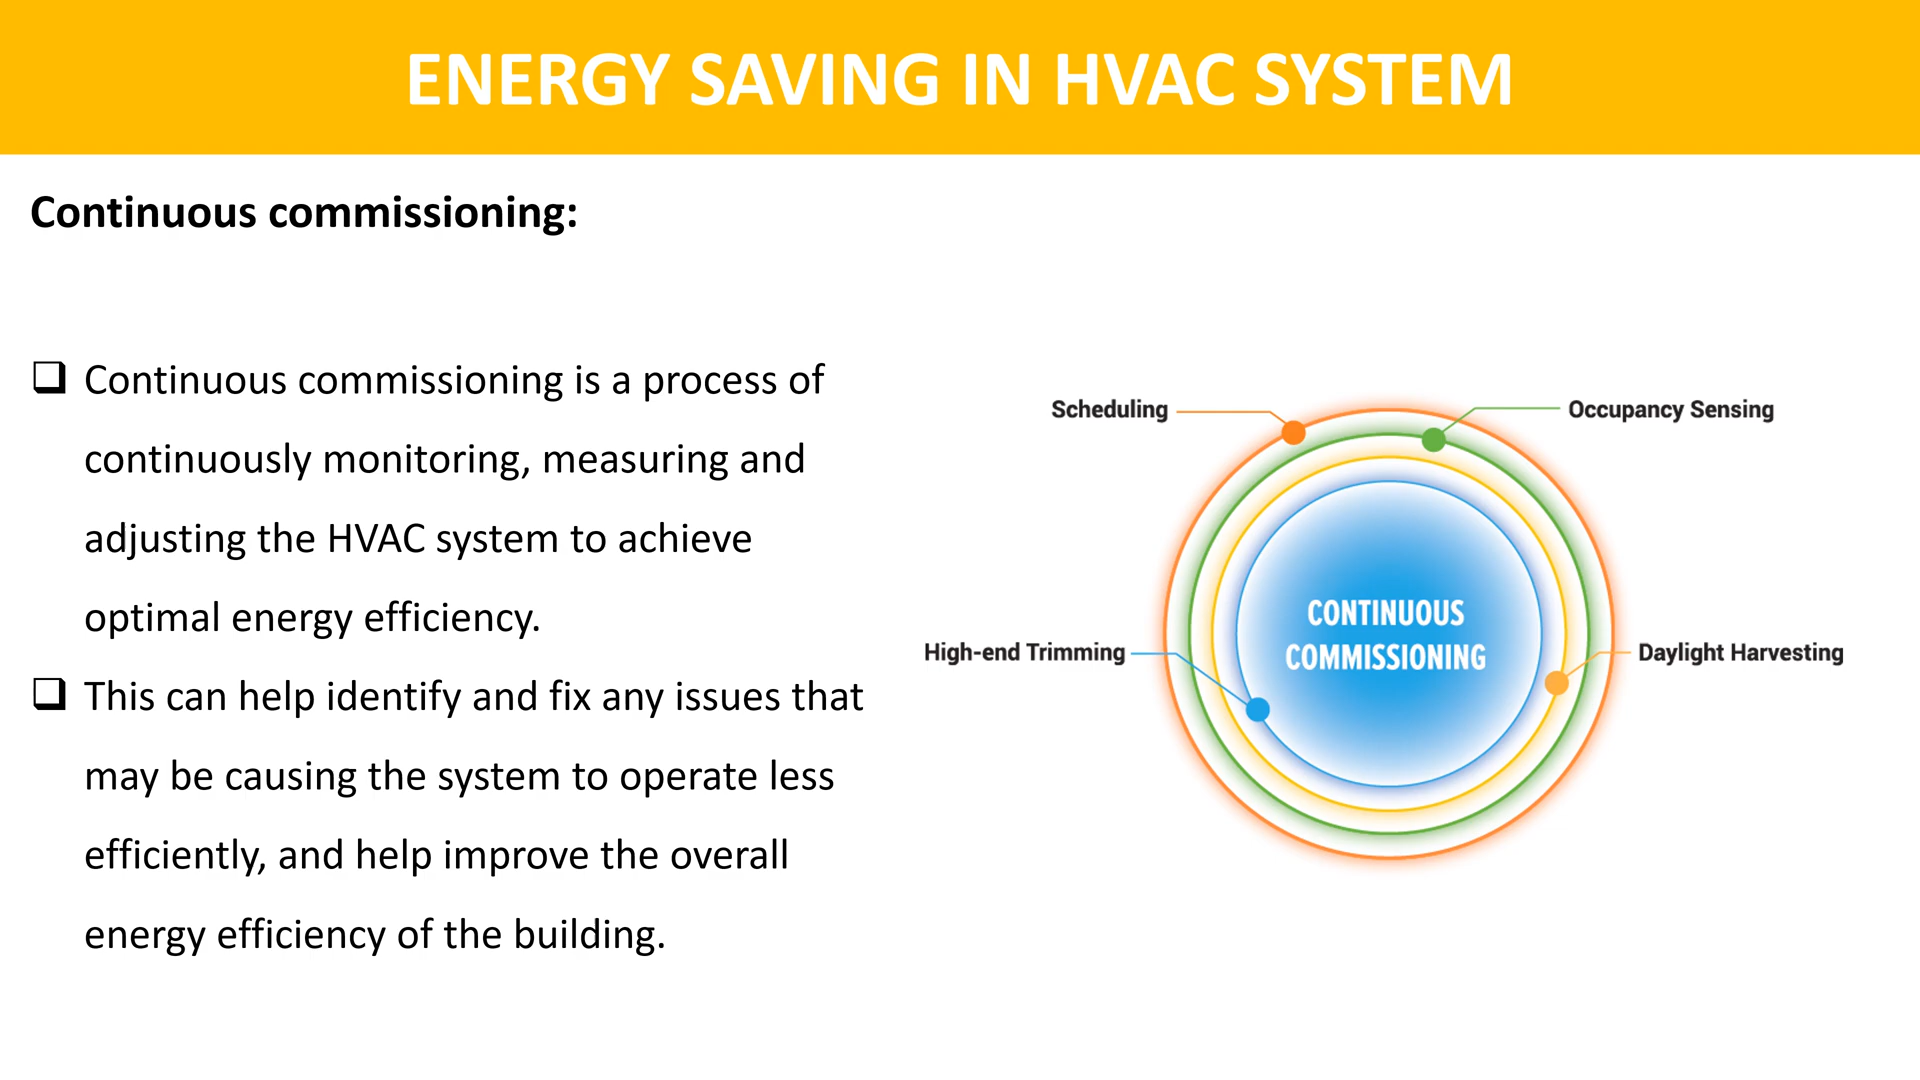 ENERGY SAVING IN HVAC SYSTEM
Continuous commissioning:
Continuous commissioning is a process of
continuously monitoring, measuring and
adjusting the HVAC system to achieve
optimal energy efficiency.
This can help identify and fix any issues that
may be causing the system to operate less
efficiently, and help improve the overall
energy efficiency of the building.
Scheduling
Occupancy Sensing
CONTINUOUS
COMMISSIONING
High-end Trimming
Daylight Harvesting